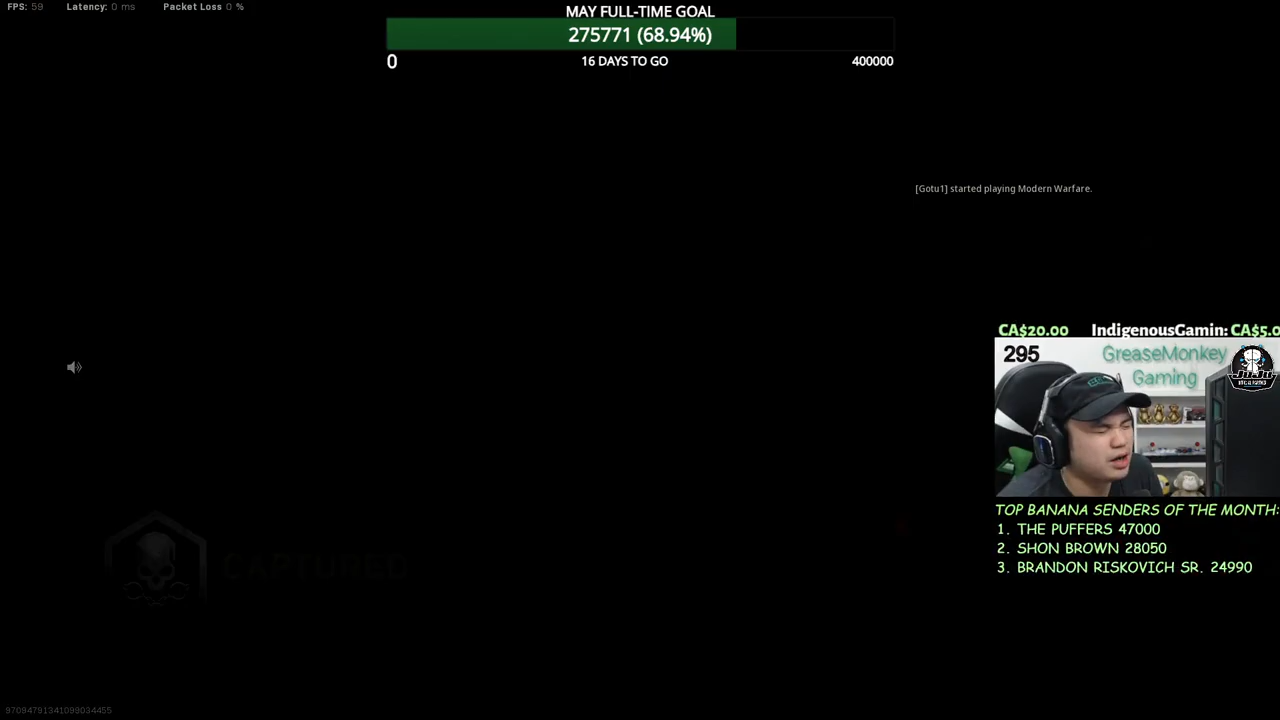 FPS: 59 Latency: 0 ms Packet Loss 0 %
MAY FULL-TIME GOAL
275771 (68.94%)
0 16 DAYS TO GO 400000
[Gotu1] started playing Modern Warfare.
CA$20.00 IndigenousGamin: CA$5.0
295
GreaseMonkey
Gaming
CAPTURED
TOP BANANA SENDERS OF THE MONTH:
1. THE PUFFERS 47000
2. SHON BROWN 28050
3. BRANDON RISKOVICH SR. 24990
97094791341099034455